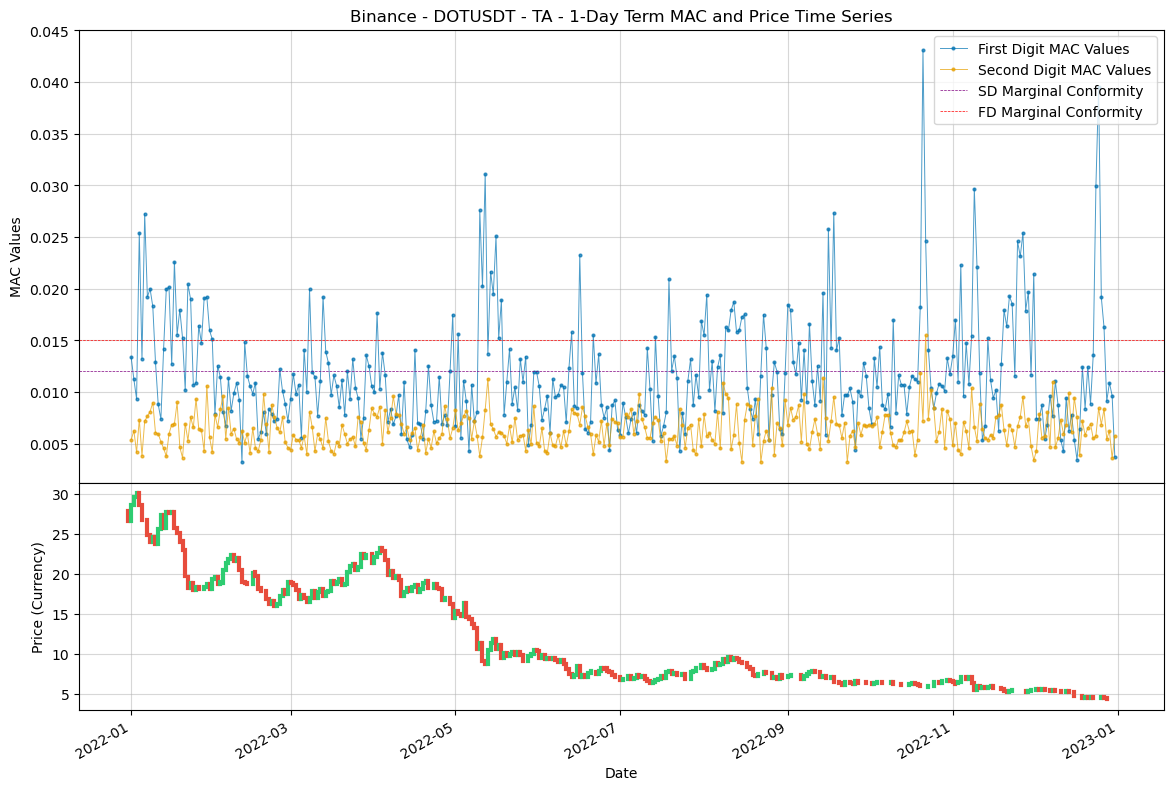 Binance - DOTUSDT - TA - 1-Day Term MAC and Price Time Series
First Digit MAC Values
Second Digit MAC Values
SD Marginal Conformity
FD Marginal Conformity
MAC Values
0.045
0.040
0.035
0.030
0.025
0.020
0.015
0.010
0.005
Price (Currency)
30
25
20
15
10
5
2022-01
2022-03
2022-05
2022-07
2022-09
2022-11
2023-01
Date